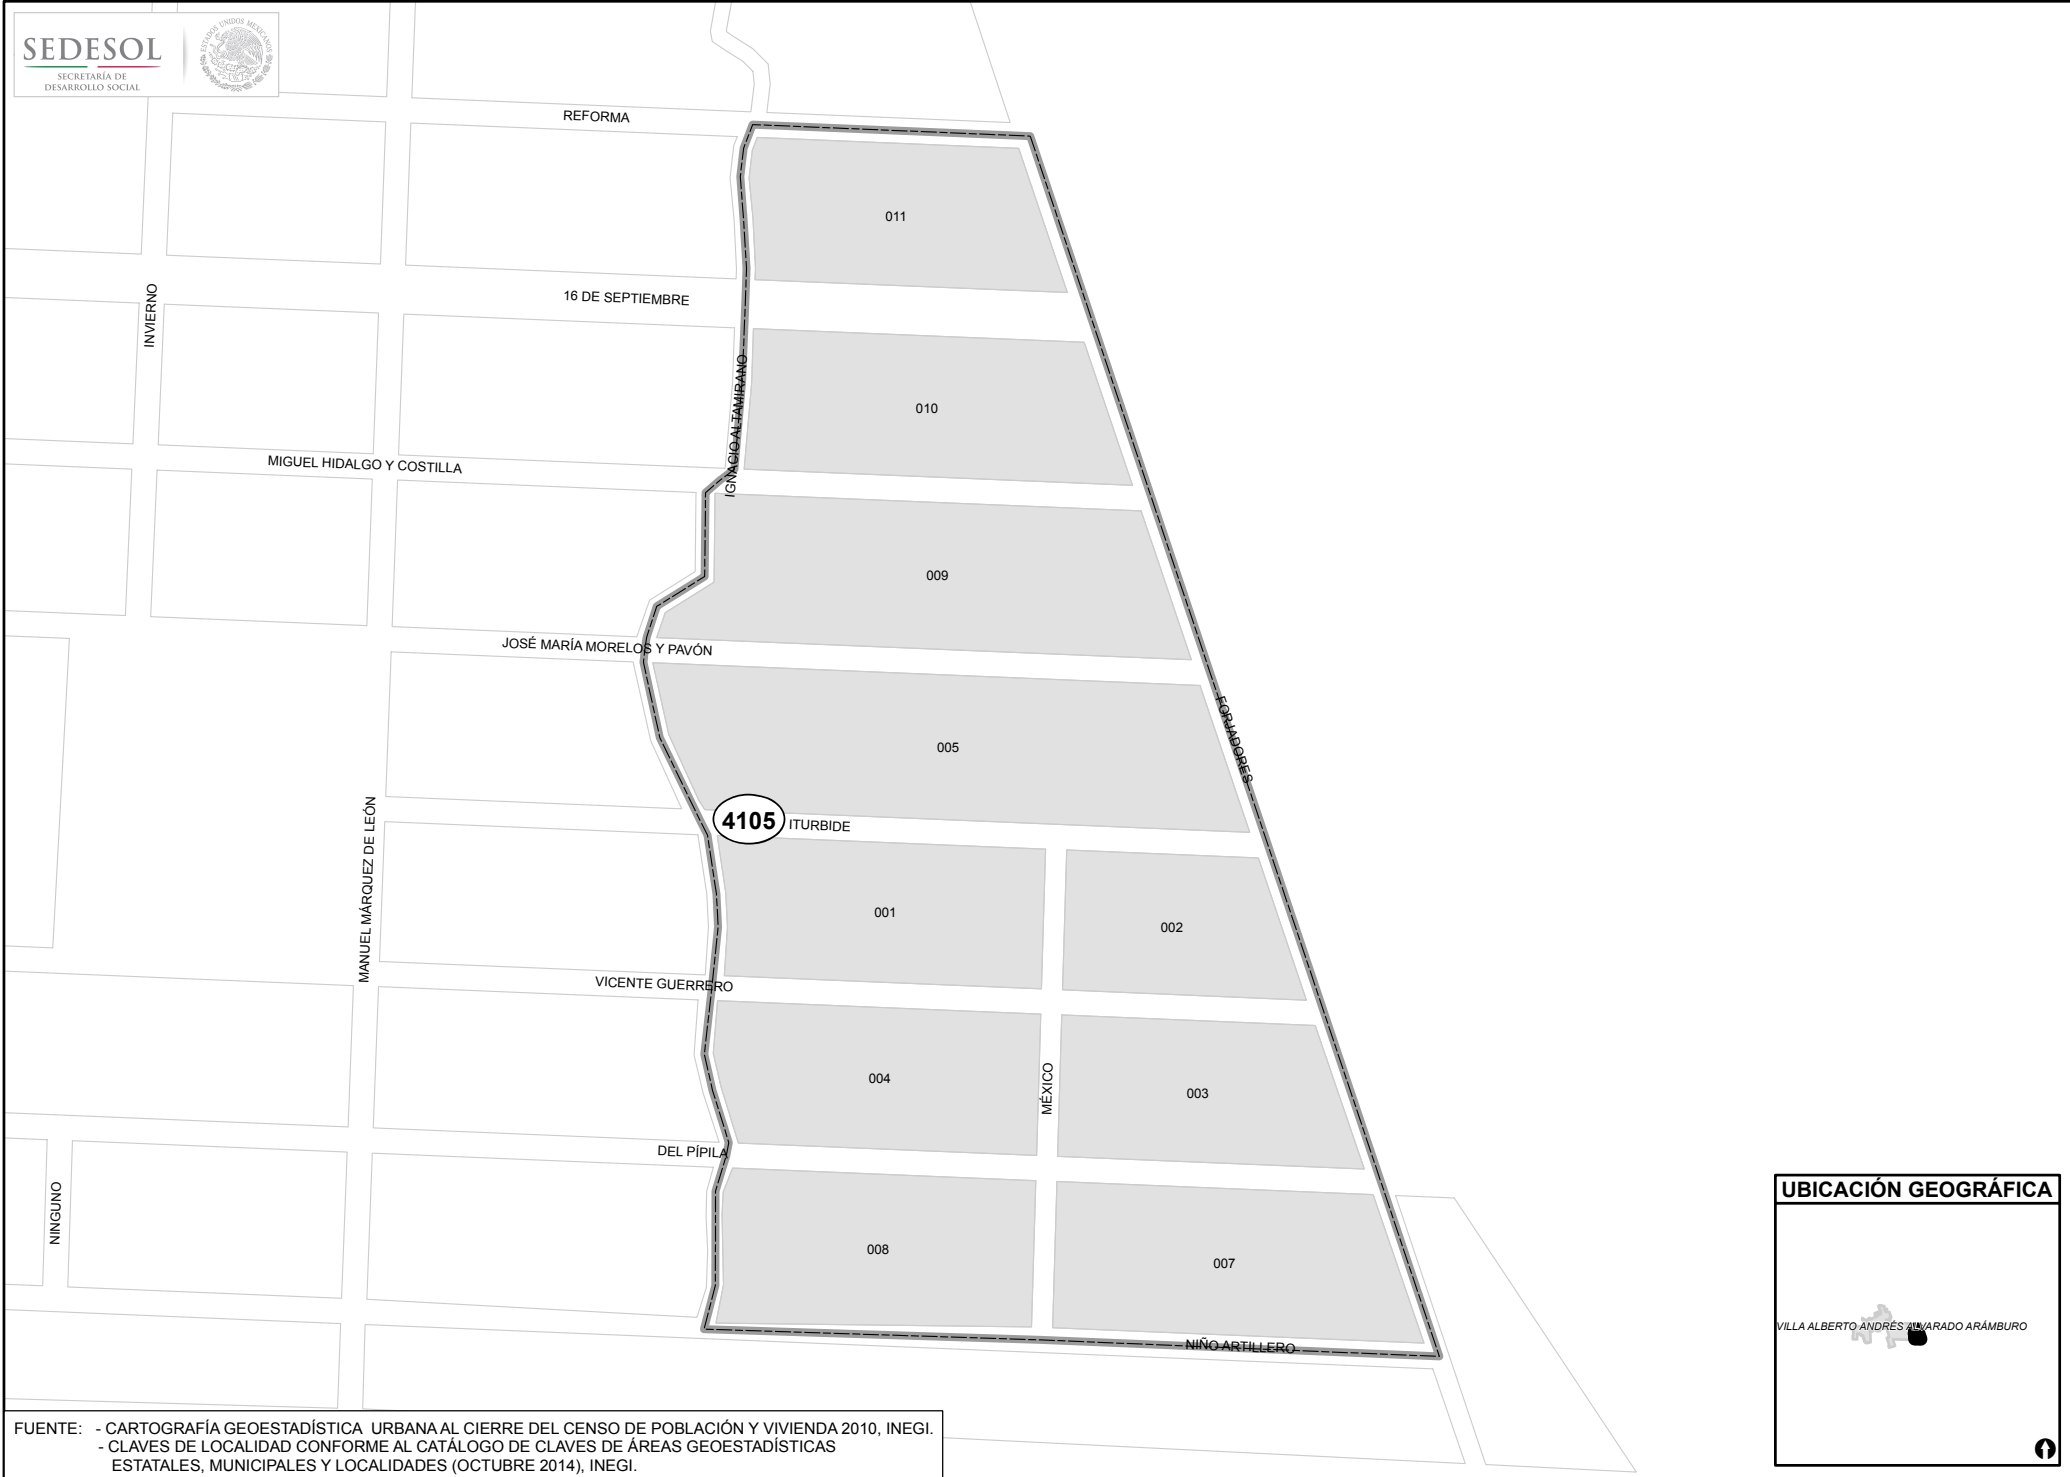 SEDESOL
SECRETARÍA DE
DESARROLLO SOCIAL
ESTADOS UNIDOS MEXICANOS
REFORMA
011
16 DE SEPTIEMBRE
INVIERNO
IGNACIO ALTAMIRANO
010
MIGUEL HIDALGO Y COSTILLA
009
JOSÉ MARÍA MORELOS Y PAVÓN
FORJADORES
005
4105
ITURBIDE
MANUEL MÁRQUEZ DE LEÓN
001
002
VICENTE GUERRERO
004
MÉXICO
003
DEL PÍPILA
NINGUNO
008
007
NIÑO ARTILLERO
UBICACIÓN GEOGRÁFICA
VILLA ALBERTO ANDRÉS ALVARADO ARÁMBURO
FUENTE: - CARTOGRAFÍA GEOESTADÍSTICA URBANA AL CIERRE DEL CENSO DE POBLACIÓN Y VIVIENDA 2010, INEGI.
- CLAVES DE LOCALIDAD CONFORME AL CATÁLOGO DE CLAVES DE ÁREAS GEOESTADÍSTICAS
ESTATALES, MUNICIPALES Y LOCALIDADES (OCTUBRE 2014), INEGI.